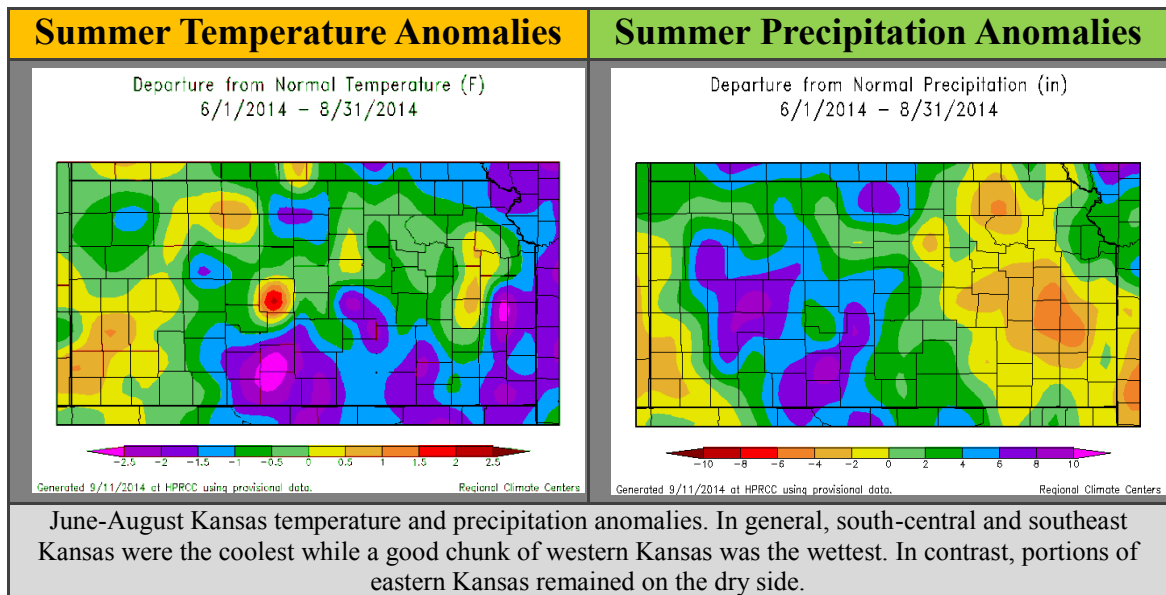 Summer Temperature Anomalies
Summer Precipitation Anomalies
Departure from Normal Temperature (F)
6/1/2014 – 8/31/2014
-2.5 -2 -1.5 -1 -0.5 0 0.5 1 1.5 2 2.5
Generated 9/11/2014 at HPRCC using provisional data. Regional Climate Centers
Departure from Normal Precipitation (in)
6/1/2014 – 8/31/2014
-10 -8 -6 -4 -2 0 2 4 6 8 10
Generated 9/11/2014 at HPRCC using provisional data. Regional Climate Centers
June-August Kansas temperature and precipitation anomalies. In general, south-central and southeast
Kansas were the coolest while a good chunk of western Kansas was the wettest. In contrast, portions of
eastern Kansas remained on the dry side.